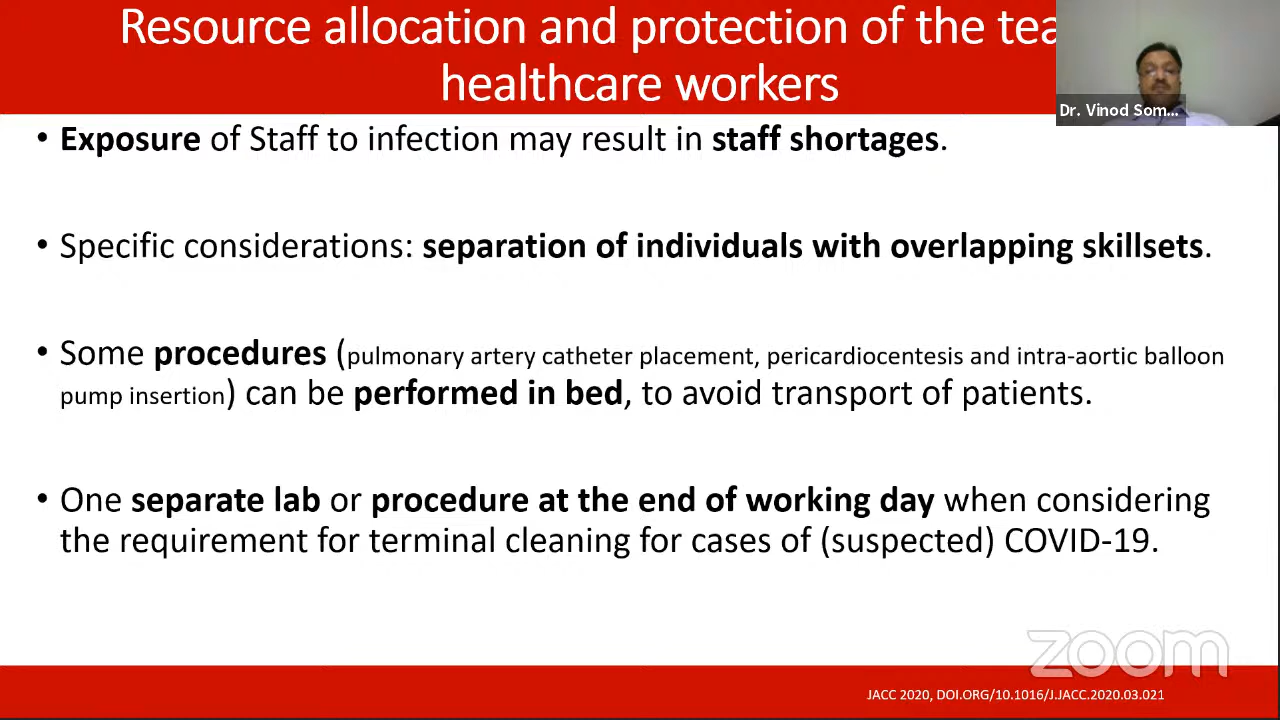 Resource allocation and protection of the
healthcare workers
Dr. Vinod Som...
• Exposure of Staff to infection may result in staff shortages.
• Specific considerations: separation of individuals with overlapping skillsets.
• Some procedures (pulmonary artery catheter placement, pericardiocentesis and intra-aortic balloon
pump insertion) can be performed in bed, to avoid transport of patients.
• One separate lab or procedure at the end of working day when considering
the requirement for terminal cleaning for cases of (suspected) COVID-19.
zoom
JACC 2020, DOI.ORG/10.1016/J.JACC.2020.03.021